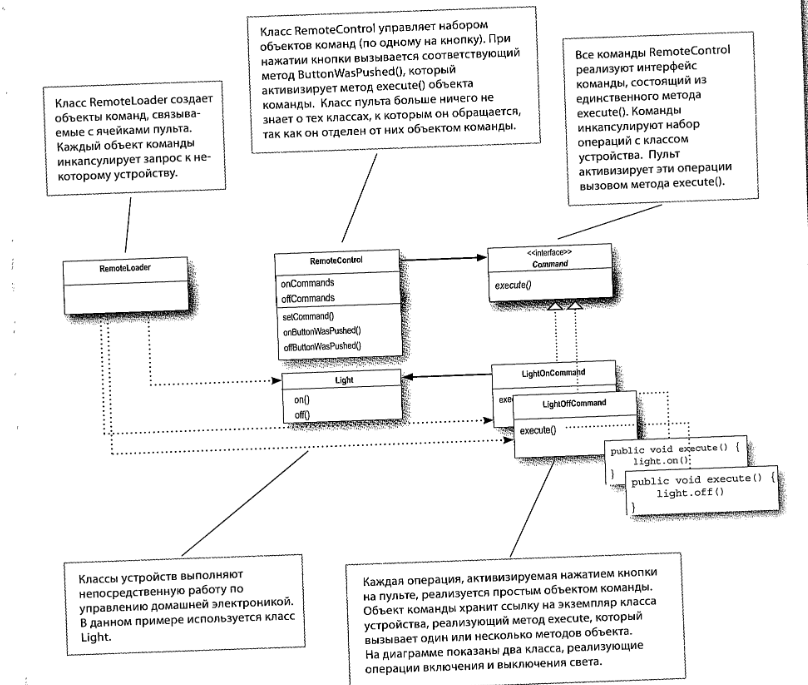 Класс RemoteControl управляет набором
объектов команд (по одному на кнопку). При
нажатии кнопки вызывается соответствующий
метод ButtonWasPushed(), который
активизирует метод execute() объекта
команды. Класс пульта больше ничего не
знает о тех классах, к которым он обращается,
так как он отделен от них объектом команды.
Все команды RemoteControl
реализуют интерфейс
команды, состоящий из
единственного метода
execute(). Команды
инкапсулируют набор
операций с классом
устройства. Пульт
активизирует эти операции
вызовом метода execute().
Класс RemoteLoader создает
объекты команд, связыва-
емые с ячейками пульта.
Каждый объект команды
инкапсулирует запрос к не-
которому устройству.
RemoteLoader
RemoteControl
onCommands
offCommands
setCommand()
onButtonWasPushed()
offButtonWasPushed()
<<interface>>
Command
execute()
Light
on()
off()
LightOnCommand
exe
LightOffCommand
execute()
public void execute() {
light.on()
}
public void execute() {
light.off()
}
Классы устройств выполняют
непосредственную работу по
управлению домашней электроникой.
В данном примере используется класс
Light.
Каждая операция, активизируемая нажатием кнопки
на пульте, реализуется простым объектом команды.
Объект команды хранит ссылку на экземпляр класса
устройства, реализующий метод execute, который
вызывает один или несколько методов объекта.
На диаграмме показаны два класса, реализующие
операции включения и выключения света.